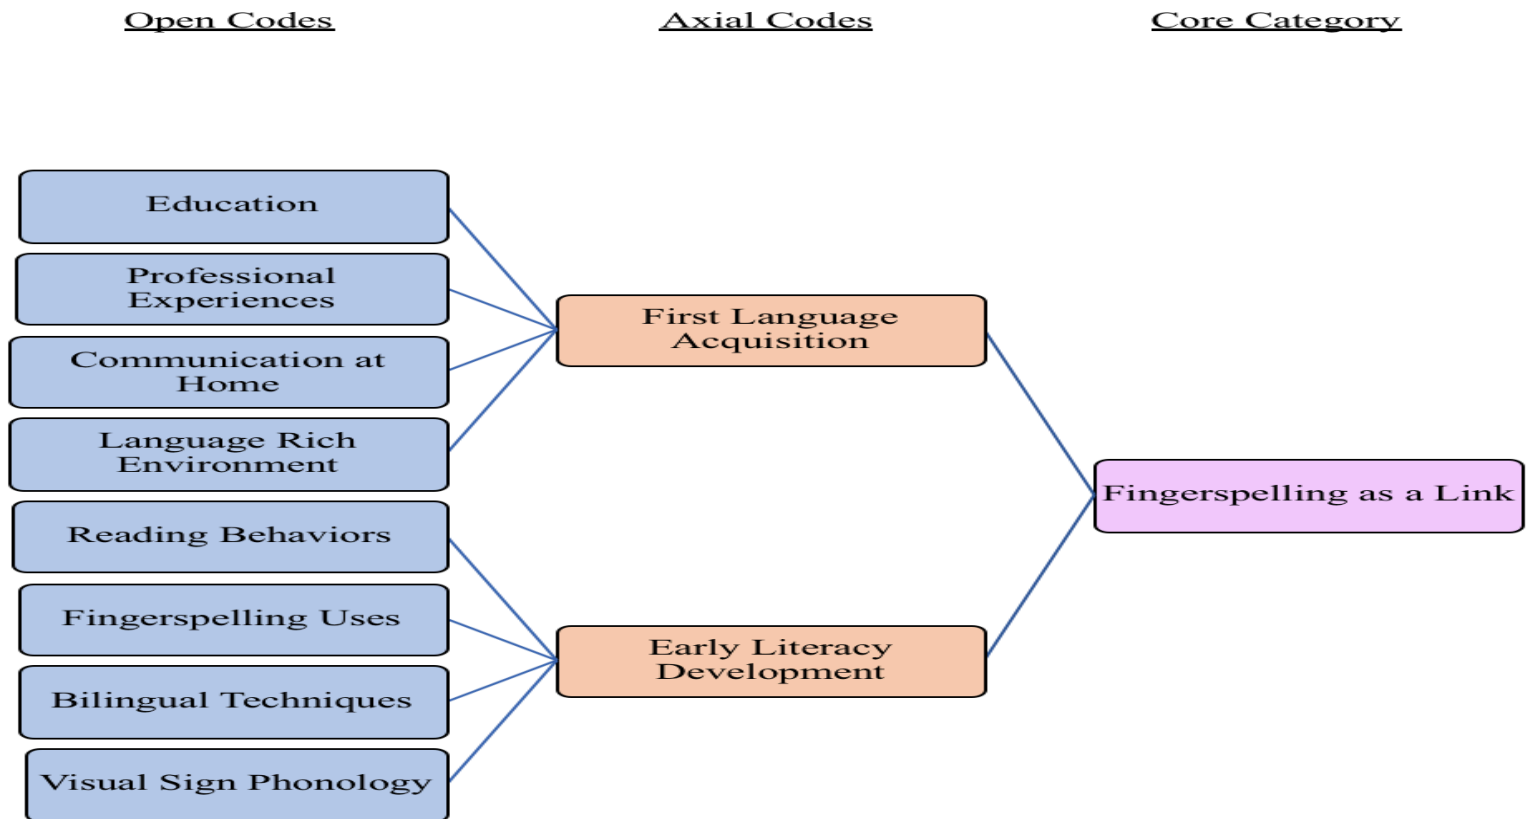 Open Codes
Axial Codes
Core Category
Education
Professional
Experiences
Communication at
Home
Language Rich
Environment
Reading Behaviors
Fingerspelling Uses
Bilingual Techniques
Visual Sign Phonology
First Language
Acquisition
Early Literacy
Development
Fingerspelling as a Link